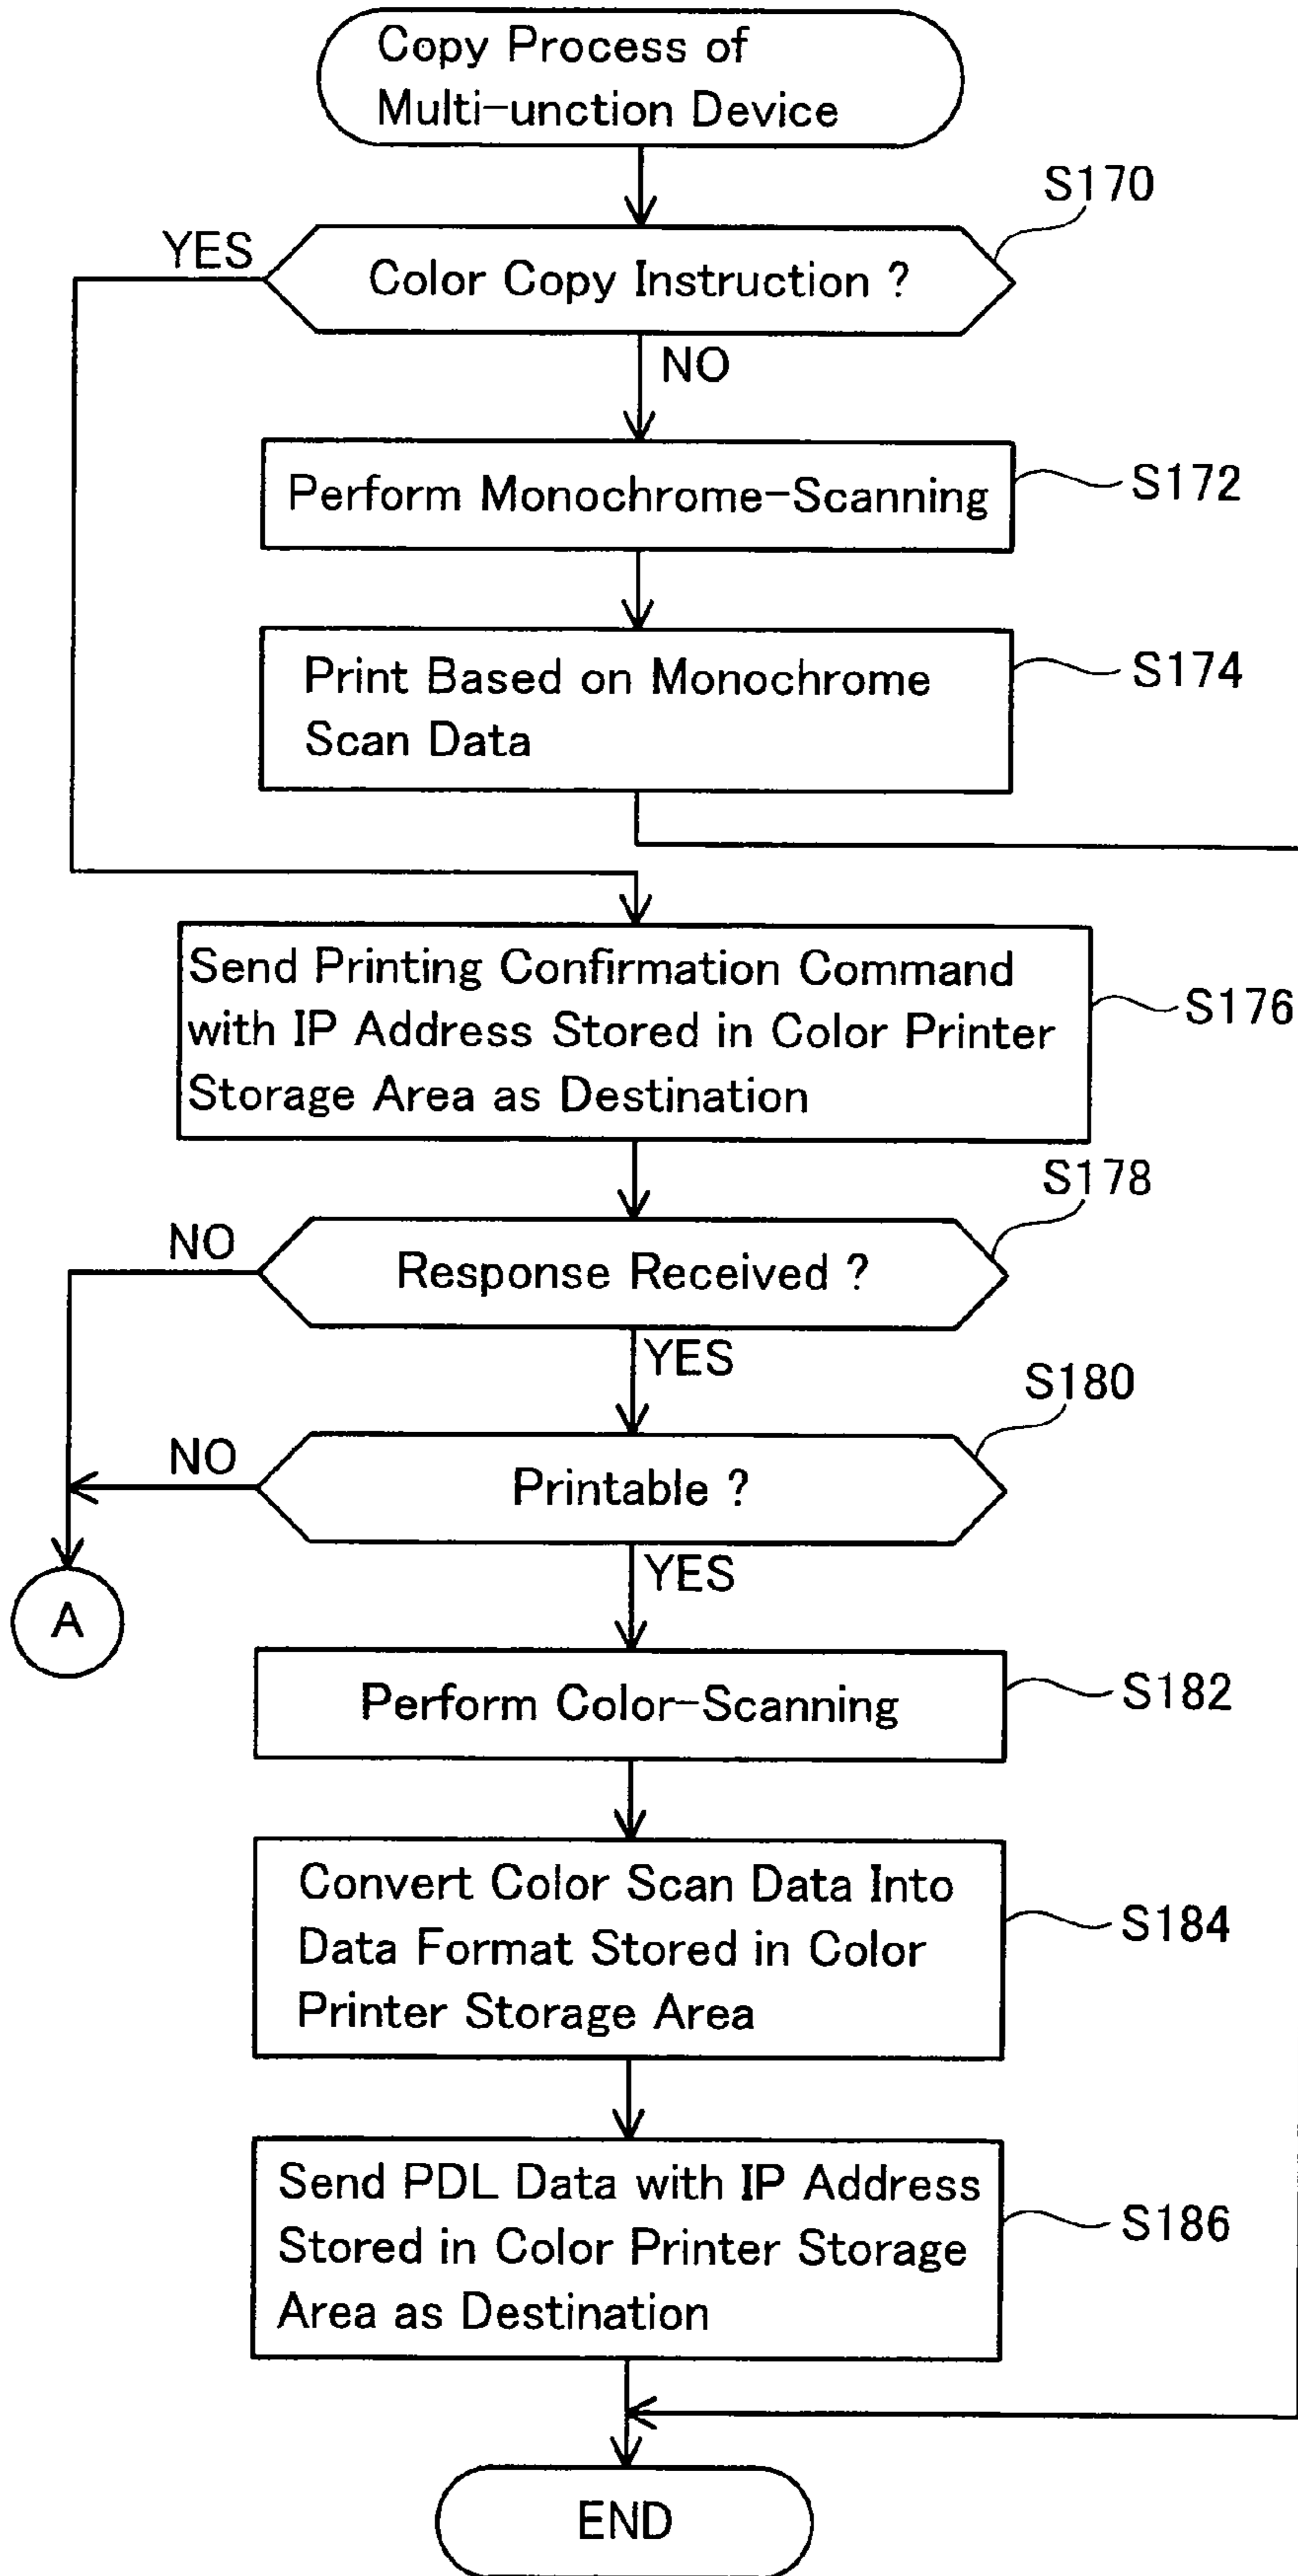 Copy Process of
Multi-unction Device
S170
YES
Color Copy Instruction ?
NO
Perform Monochrome-Scanning
S172
Print Based on Monochrome
Scan Data
S174
Send Printing Confirmation Command
with IP Address Stored in Color Printer
Storage Area as Destination
S176
S178
NO
Response Received ?
YES
S180
NO
Printable ?
YES
A
Perform Color-Scanning
S182
Convert Color Scan Data Into
Data Format Stored in Color
Printer Storage Area
S184
Send PDL Data with IP Address
Stored in Color Printer Storage
Area as Destination
S186
END